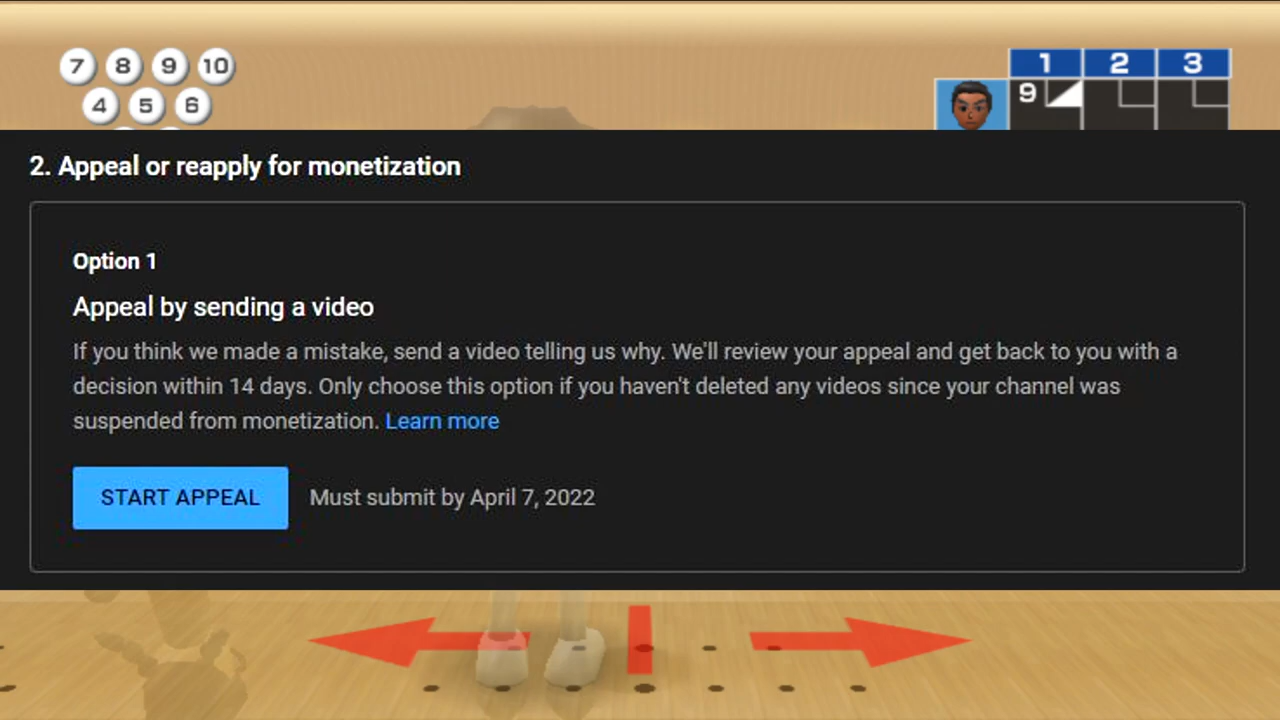 7 8 9 10
1 2 3
4 5 6
9
2. Appeal or reapply for monetization
Option 1
Appeal by sending a video
If you think we made a mistake, send a video telling us why. We'll review your appeal and get back to you with a
decision within 14 days. Only choose this option if you haven't deleted any videos since your channel was
suspended from monetization. Learn more
START APPEAL
Must submit by April 7, 2022